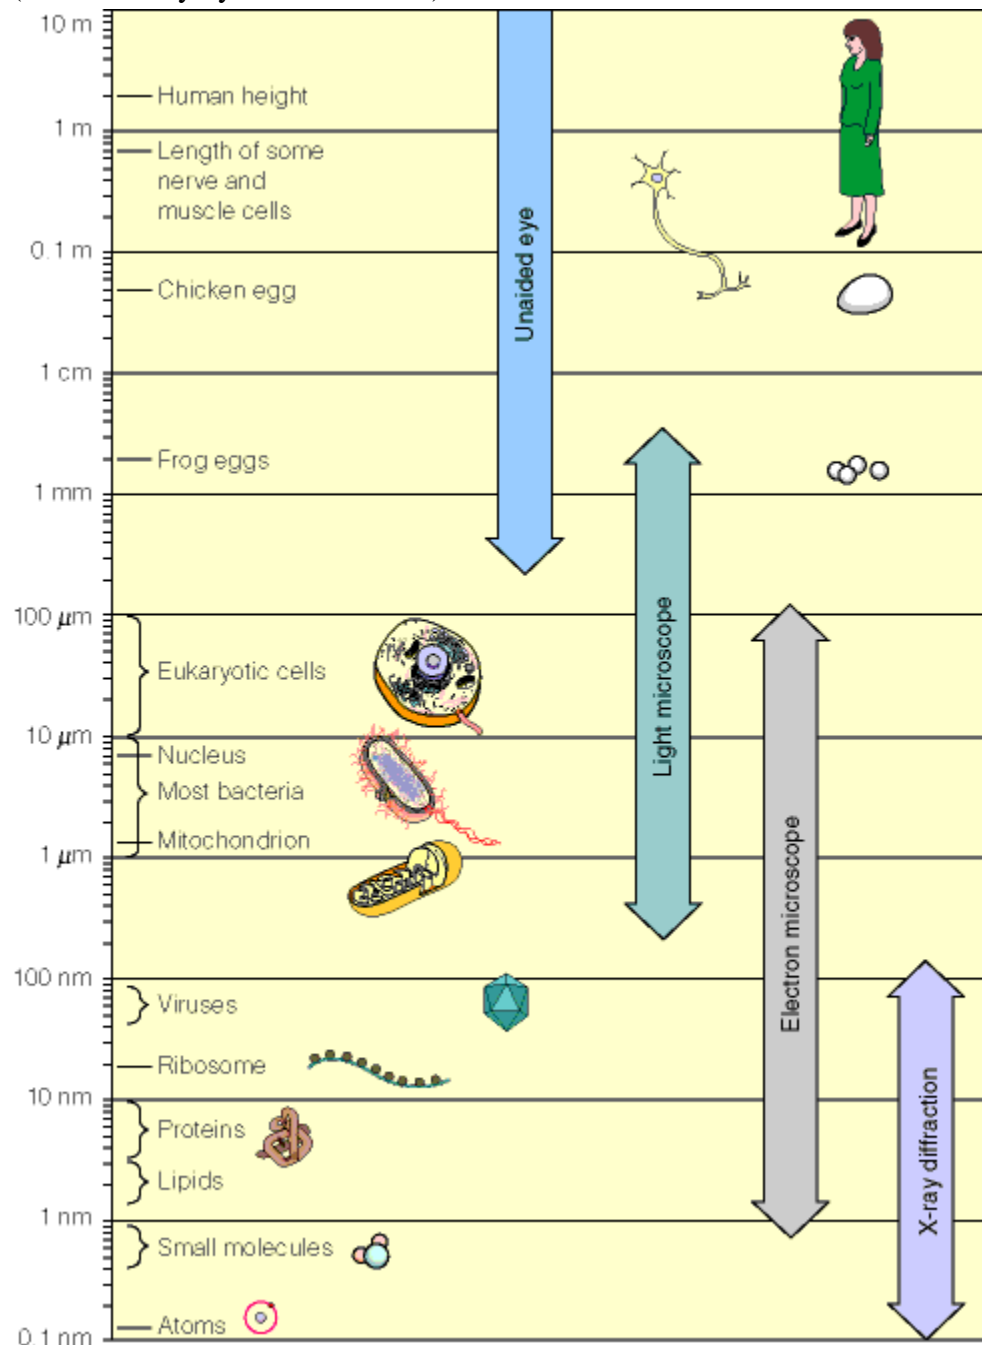 10 m
Human height
1 m
Length of some
nerve and
muscle cells
0.1 m
Chicken egg
1 cm
Frog eggs
1 mm
100 μm
Eukaryotic cells
10 μm
Nucleus
Most bacteria
Mitochondrion
1 μm
100 nm
Viruses
Ribosome
10 nm
Proteins
Lipids
1 nm
Small molecules
Atoms
0.1 nm
Unaided eye
Light microscope
Electron microscope
X-ray diffraction